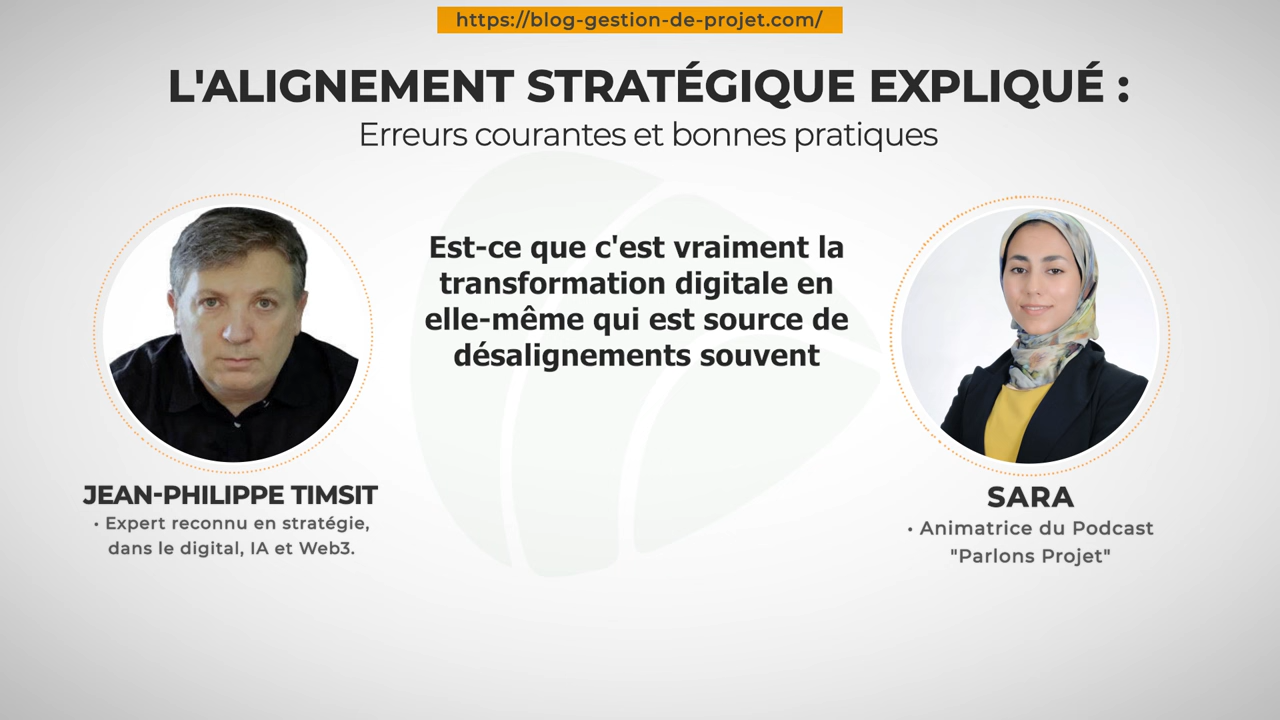 https://blog-gestion-de-projet.com/
L'ALIGNEMENT STRATÉGIQUE EXPLIQUÉ :
Erreurs courantes et bonnes pratiques
Est-ce que c'est vraiment la
transformation digitale en
elle-même qui est source de
désalignements souvent
JEAN-PHILIPPE TIMSIT
• Expert reconnu en stratégie,
dans le digital, IA et Web3.
SARA
• Animatrice du Podcast
"Parlons Projet"